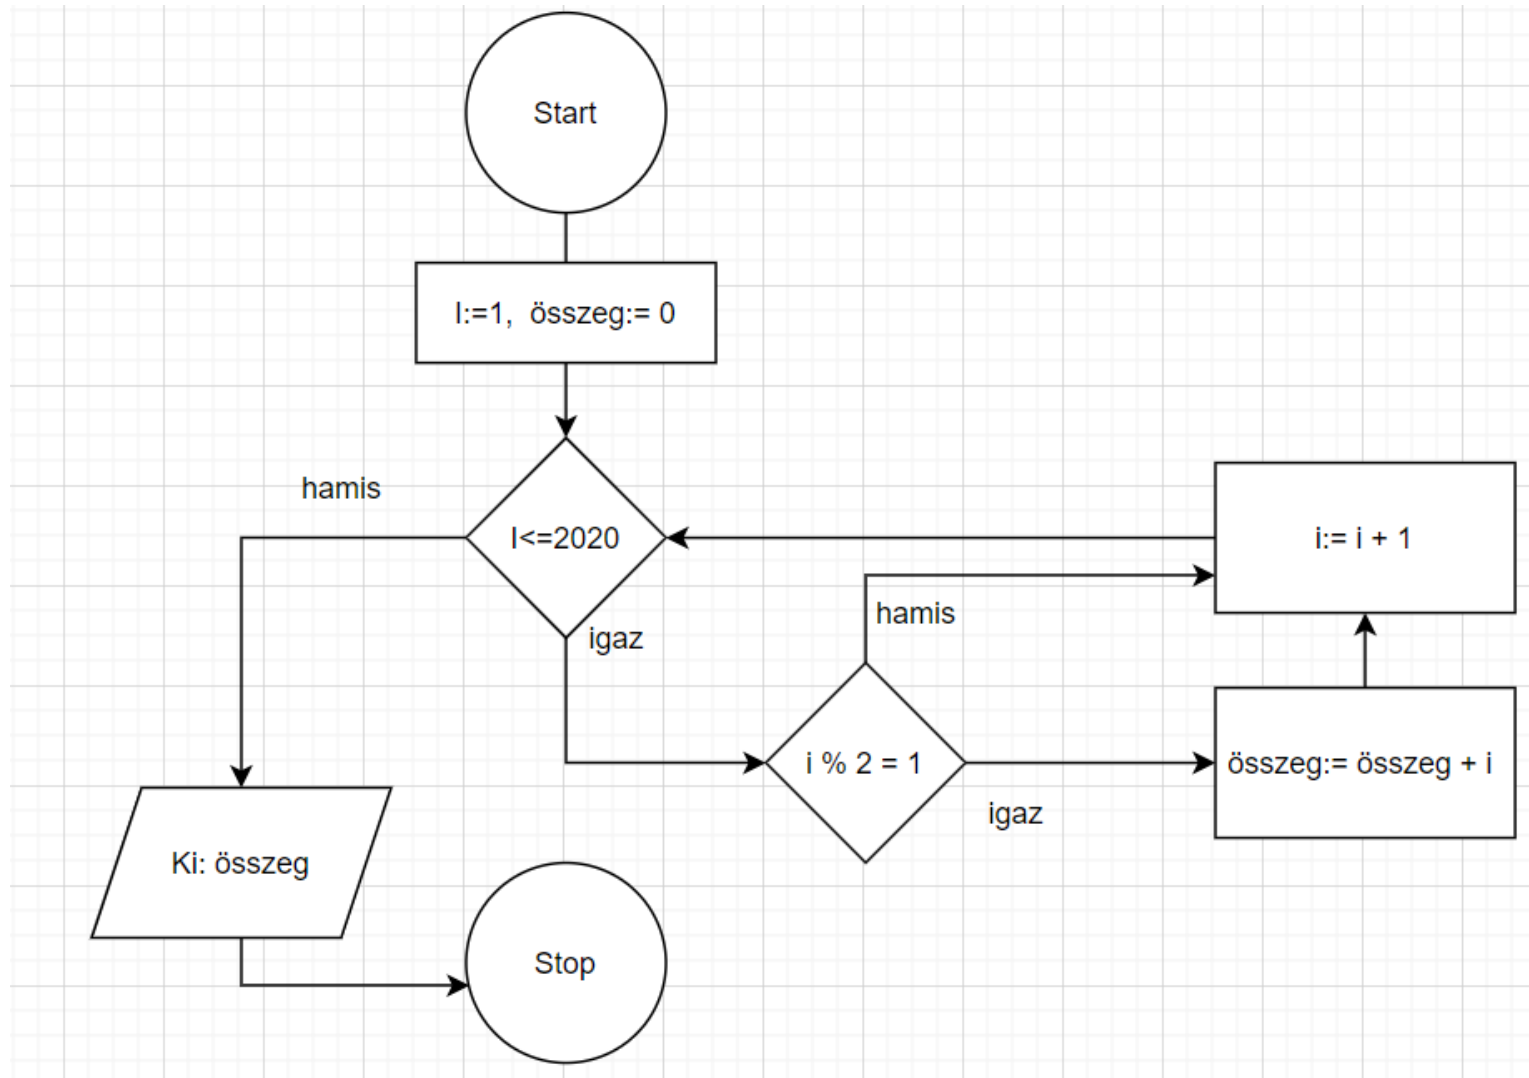 Start
I:=1, összeg:= 0
hamis
I<=2020
igaz
i:= i + 1
hamis
i % 2 = 1
igaz
összeg:= összeg + i
Ki: összeg
Stop